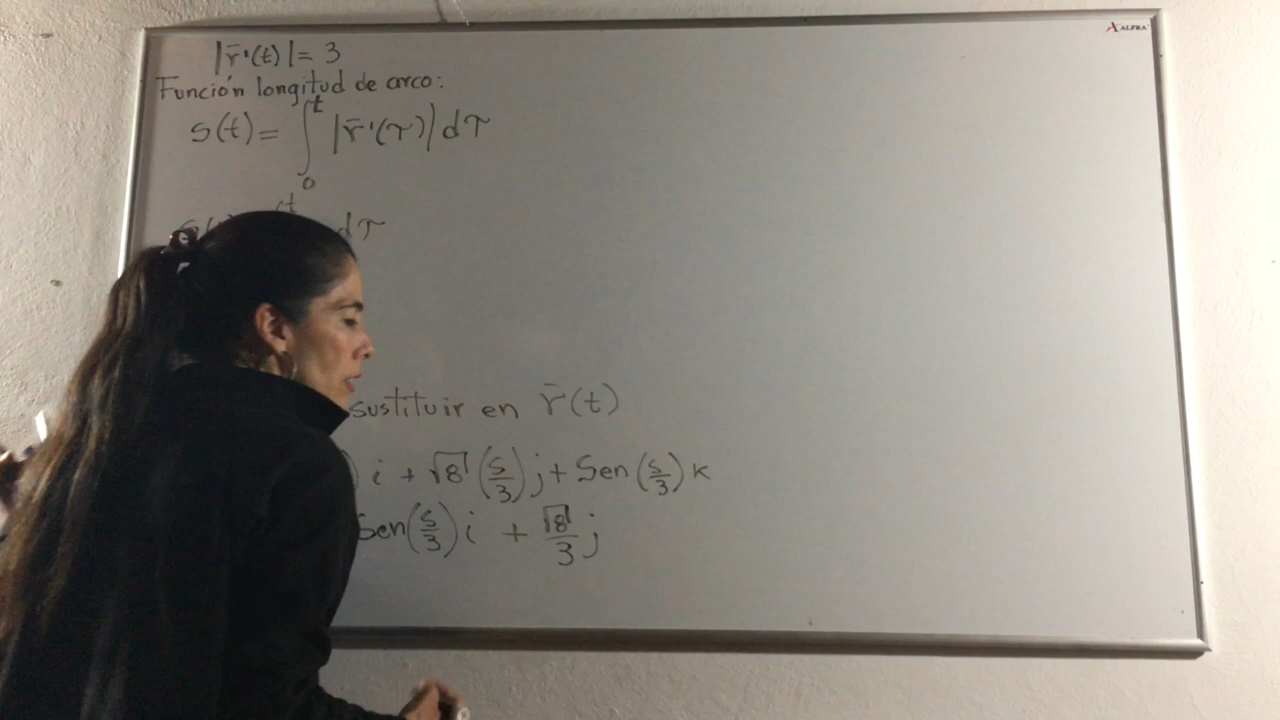 |r̄'(t)| = 3
Función longitud de arco:
s(t) = ∫₀ᵗ |r̄'(τ)| dτ
dτ
sustituir en r̄(t)
) i + √8 (s/3) j + Sen(s/3) k
Sen(s/3) i + √8/3 j
ALFRA